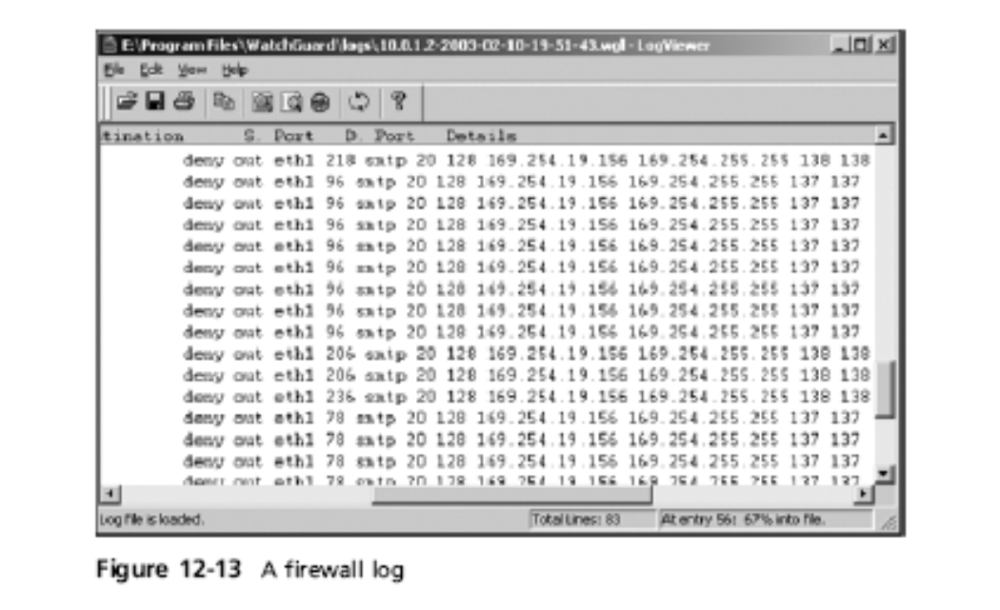 E:\Program Files\WatchGuard\logs\10.0.1.2-2003-02-10-19-51-43.wgl - LogViewer
File Edit View Help
tination S. Port D. Port Details
deny out eth1 218 smtp 20 128 169.254.19.156 169.254.255.255 138 138
deny out eth1 96 smtp 20 128 169.254.19.156 169.254.255.255 137 137
deny out eth1 96 smtp 20 128 169.254.19.156 169.254.255.255 137 137
deny out eth1 96 smtp 20 128 169.254.19.156 169.254.255.255 137 137
deny out eth1 96 smtp 20 128 169.254.19.156 169.254.255.255 137 137
deny out eth1 96 smtp 20 128 169.254.19.156 169.254.255.255 137 137
deny out eth1 96 smtp 20 128 169.254.19.156 169.254.255.255 137 137
deny out eth1 96 smtp 20 128 169.254.19.156 169.254.255.255 137 137
deny out eth1 96 smtp 20 128 169.254.19.156 169.254.255.255 137 137
deny out eth1 206 smtp 20 128 169.254.19.156 169.254.255.255 138 138
deny out eth1 206 smtp 20 128 169.254.19.156 169.254.255.255 138 138
deny out eth1 236 smtp 20 128 169.254.19.156 169.254.255.255 138 138
deny out eth1 78 smtp 20 128 169.254.19.156 169.254.255.255 137 137
deny out eth1 78 smtp 20 128 169.254.19.156 169.254.255.255 137 137
deny out eth1 78 smtp 20 128 169.254.19.156 169.254.255.255 137 137
deny out eth1 78 smtp 20 128 169.254.19.156 169.254.255.255 137 137
Log file is loaded. Total Lines: 83 At entry 56: 67% into file.
Figure 12-13 A firewall log